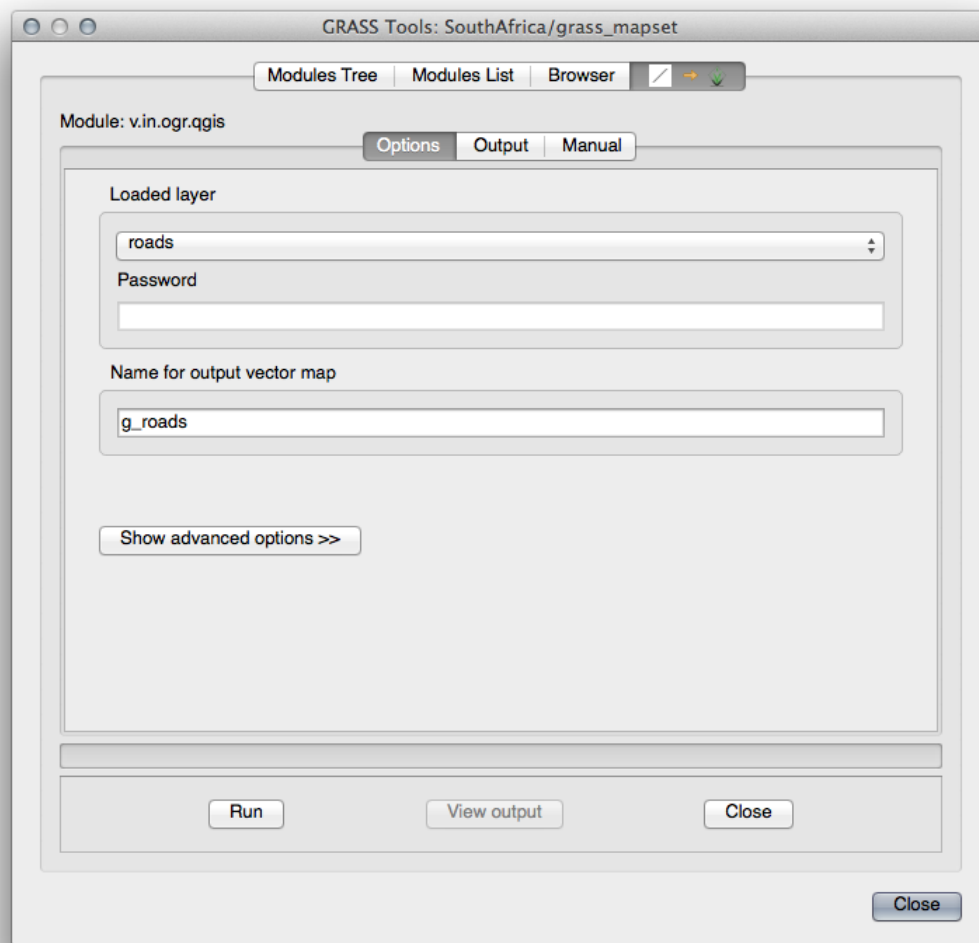 GRASS Tools: SouthAfrica/grass_mapset
Modules Tree Modules List Browser
Module: v.in.ogr.qgis
Options Output Manual
Loaded layer
roads
Password
Name for output vector map
g_roads
Show advanced options >>
Run View output Close
Close